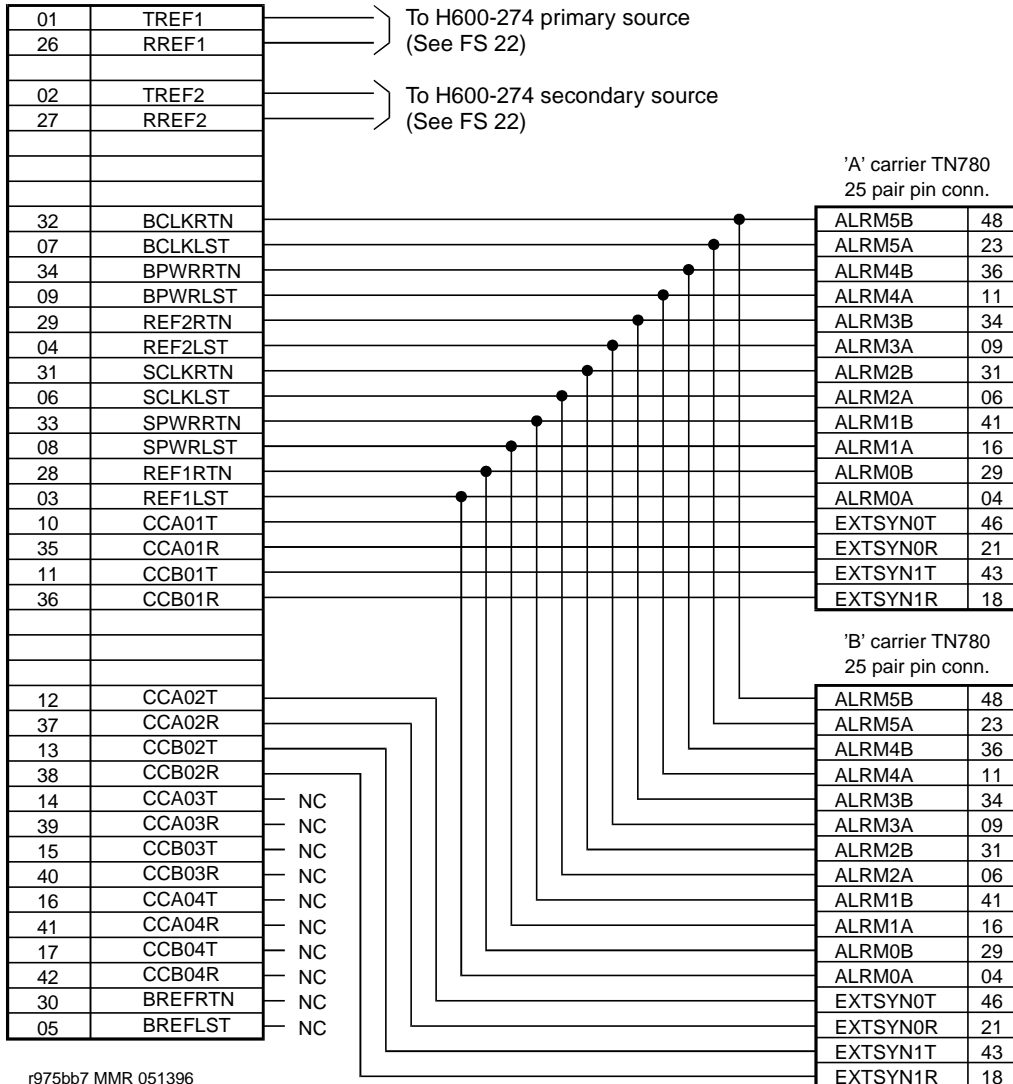 01 TREF1
26 RREF1
To H600-274 primary source
(See FS 22)
02 TREF2
27 RREF2
To H600-274 secondary source
(See FS 22)
32 BCLKRTN
07 BCLKLST
34 BPWRRTN
09 BPWRLST
29 REF2RTN
04 REF2LST
31 SCLKRTN
06 SCLKLST
33 SPWRRTN
08 SPWRLST
28 REF1RTN
03 REF1LST
10 CCA01T
35 CCA01R
11 CCB01T
36 CCB01R
12 CCA02T
37 CCA02R
13 CCB02T
38 CCB02R
14 CCA03T NC
39 CCA03R NC
15 CCB03T NC
40 CCB03R NC
16 CCA04T NC
41 CCA04R NC
17 CCB04T NC
42 CCB04R NC
30 BREFRTN NC
05 BREFLST NC
'A' carrier TN780
25 pair pin conn.
ALRM5B 48
ALRM5A 23
ALRM4B 36
ALRM4A 11
ALRM3B 34
ALRM3A 09
ALRM2B 31
ALRM2A 06
ALRM1B 41
ALRM1A 16
ALRM0B 29
ALRM0A 04
EXTSYN0T 46
EXTSYN0R 21
EXTSYN1T 43
EXTSYN1R 18
'B' carrier TN780
25 pair pin conn.
ALRM5B 48
ALRM5A 23
ALRM4B 36
ALRM4A 11
ALRM3B 34
ALRM3A 09
ALRM2B 31
ALRM2A 06
ALRM1B 41
ALRM1A 16
ALRM0B 29
ALRM0A 04
EXTSYN0T 46
EXTSYN0R 21
EXTSYN1T 43
EXTSYN1R 18
r975bb7 MMR 051396